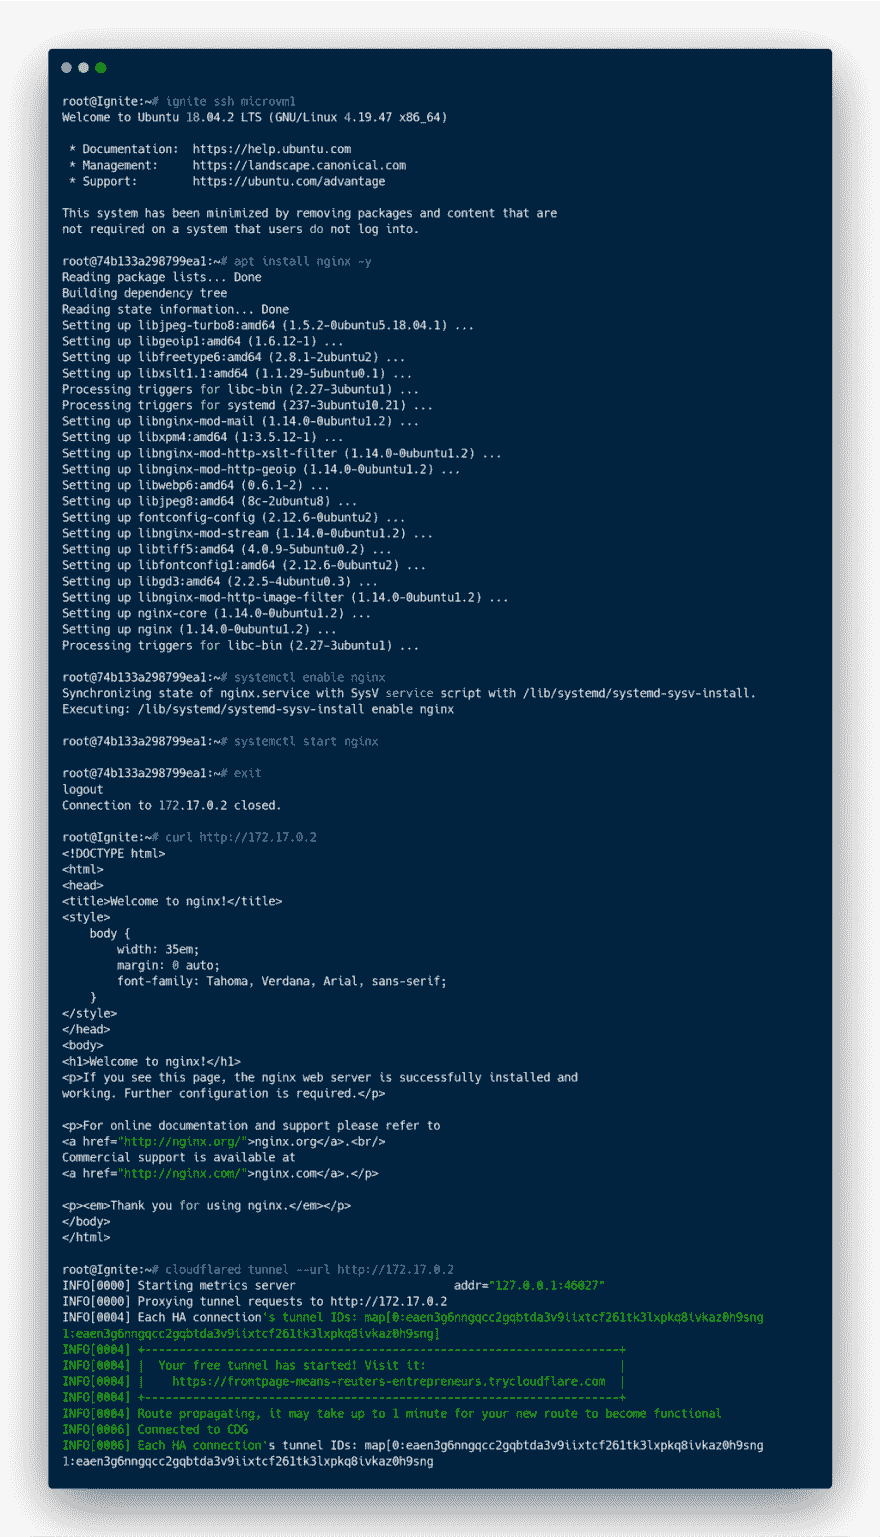 root@Ignite:~# ignite ssh microvm1
Welcome to Ubuntu 18.04.2 LTS (GNU/Linux 4.19.47 x86_64)
* Documentation:  https://help.ubuntu.com
* Management:     https://landscape.canonical.com
* Support:        https://ubuntu.com/advantage
This system has been minimized by removing packages and content that are
not required on a system that users do not log into.
root@74b133a298799ea1:~# apt install nginx -y
Reading package lists... Done
Building dependency tree
Reading state information... Done
Setting up libjpeg-turbo8:amd64 (1.5.2-0ubuntu5.18.04.1) ...
Setting up libgeoip1:amd64 (1.6.12-1) ...
Setting up libfreetype6:amd64 (2.8.1-2ubuntu2) ...
Setting up libxslt1.1:amd64 (1.1.29-5ubuntu0.1) ...
Processing triggers for libc-bin (2.27-3ubuntu1) ...
Processing triggers for systemd (237-3ubuntu10.21) ...
Setting up libnginx-mod-mail (1.14.0-0ubuntu1.2) ...
Setting up libxpm4:amd64 (1:3.5.12-1) ...
Setting up libnginx-mod-http-xslt-filter (1.14.0-0ubuntu1.2) ...
Setting up libnginx-mod-http-geoip (1.14.0-0ubuntu1.2) ...
Setting up libwebp6:amd64 (0.6.1-2) ...
Setting up libjpeg8:amd64 (8c-2ubuntu8) ...
Setting up fontconfig-config (2.12.6-0ubuntu2) ...
Setting up libnginx-mod-stream (1.14.0-0ubuntu1.2) ...
Setting up libtiff5:amd64 (4.0.9-5ubuntu0.2) ...
Setting up libfontconfig1:amd64 (2.12.6-0ubuntu2) ...
Setting up libgd3:amd64 (2.2.5-4ubuntu0.3) ...
Setting up libnginx-mod-http-image-filter (1.14.0-0ubuntu1.2) ...
Setting up nginx-core (1.14.0-0ubuntu1.2) ...
Setting up nginx (1.14.0-0ubuntu1.2) ...
Processing triggers for libc-bin (2.27-3ubuntu1) ...
root@74b133a298799ea1:~# systemctl enable nginx
Synchronizing state of nginx.service with SysV service script with /lib/systemd/systemd-sysv-install.
Executing: /lib/systemd/systemd-sysv-install enable nginx
root@74b133a298799ea1:~# systemctl start nginx
root@74b133a298799ea1:~# exit
logout
Connection to 172.17.0.2 closed.
root@Ignite:~# curl http://172.17.0.2
<!DOCTYPE html>
<html>
<head>
<title>Welcome to nginx!</title>
<style>
    body {
        width: 35em;
        margin: 0 auto;
        font-family: Tahoma, Verdana, Arial, sans-serif;
    }
</style>
</head>
<body>
<h1>Welcome to nginx!</h1>
<p>If you see this page, the nginx web server is successfully installed and
working. Further configuration is required.</p>
<p>For online documentation and support please refer to
<a href="http://nginx.org/">nginx.org</a>.<br/>
Commercial support is available at
<a href="http://nginx.com/">nginx.com</a>.</p>
<p><em>Thank you for using nginx.</em></p>
</body>
</html>
root@Ignite:~# cloudflared tunnel --url http://172.17.0.2
INFO[0000] Starting metrics server                       addr="127.0.0.1:46027"
INFO[0000] Proxying tunnel requests to http://172.17.0.2
INFO[0004] Each HA connection's tunnel IDs: map[0:eaen3g6nngqcc2gqbtda3v9iixtcf261tk3lxpkq8ivkaz0h9sng
1:eaen3g6nngqcc2gqbtda3v9iixtcf261tk3lxpkq8ivkaz0h9sng]
INFO[0004] +---------------------------------------------------------------------+
INFO[0004] |  Your free tunnel has started! Visit it:                            |
INFO[0004] |    https://frontpage-means-reuters-entrepreneurs.trycloudflare.com  |
INFO[0004] +---------------------------------------------------------------------+
INFO[0004] Route propagating, it may take up to 1 minute for your new route to become functional
INFO[0006] Connected to CDG
INFO[0006] Each HA connection's tunnel IDs: map[0:eaen3g6nngqcc2gqbtda3v9iixtcf261tk3lxpkq8ivkaz0h9sng
1:eaen3g6nngqcc2gqbtda3v9iixtcf261tk3lxpkq8ivkaz0h9sng